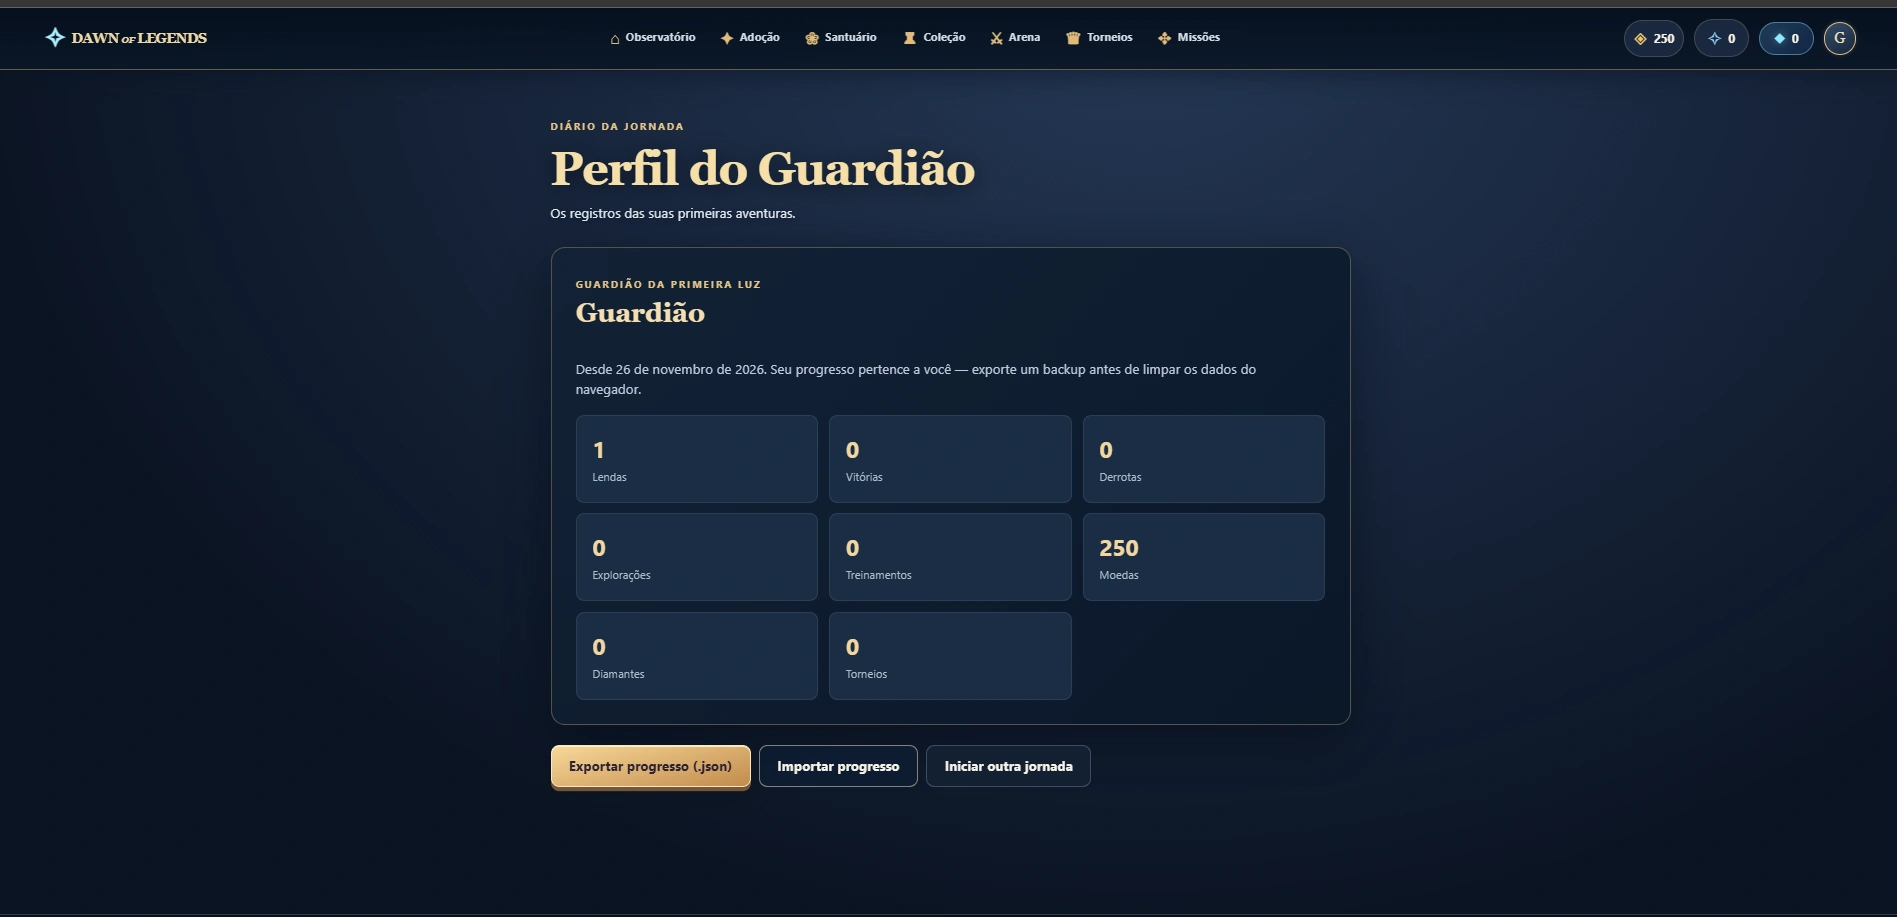 DAWN OF LEGENDS
Observatório
Adoção
Santuário
Coleção
Arena
Torneios
Missões
250
0
0
G
DIÁRIO DA JORNADA
Perfil do Guardião
Os registros das suas primeiras aventuras.
GUARDIÃO DA PRIMEIRA LUZ
Guardião
Desde 26 de novembro de 2026. Seu progresso pertence a você — exporte um backup antes de limpar os dados do
navegador.
1
Lendas
0
Vitórias
0
Derrotas
0
Explorações
0
Treinamentos
250
Moedas
0
Diamantes
0
Torneios
Exportar progresso (.json)
Importar progresso
Iniciar outra jornada